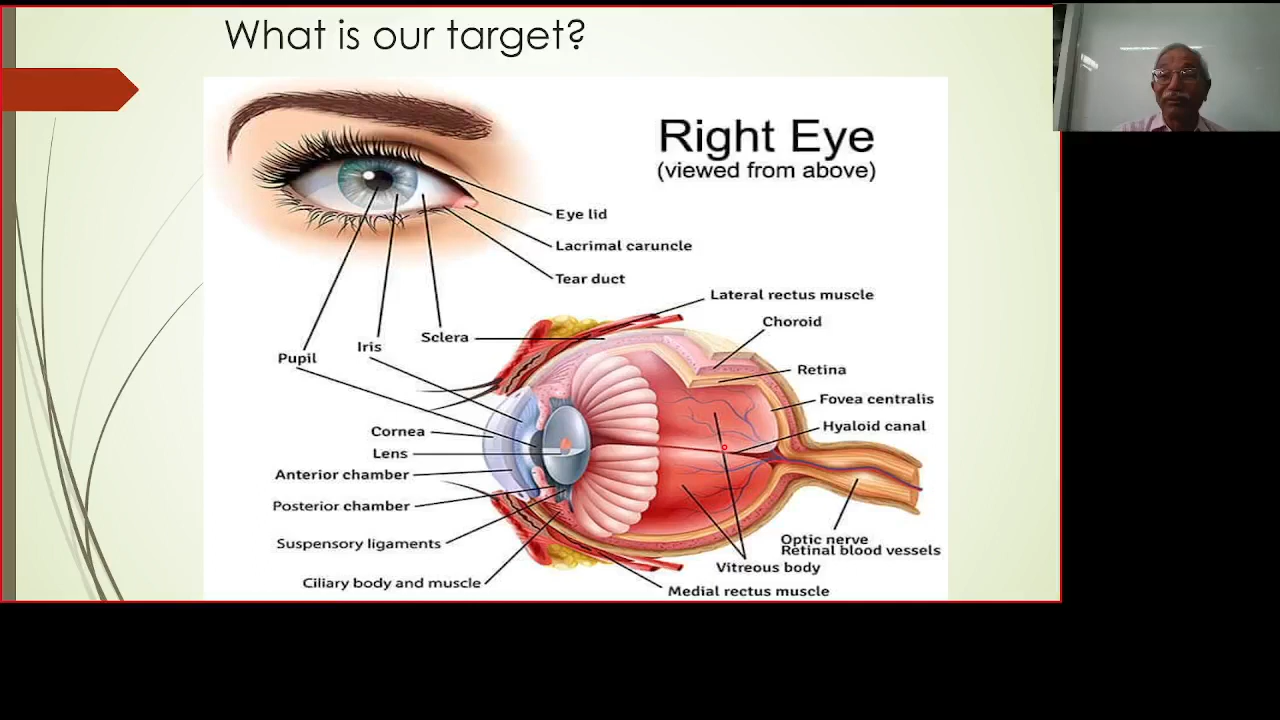 What is our target?
Right Eye
(viewed from above)
Eye lid
Lacrimal caruncle
Tear duct
Lateral rectus muscle
Choroid
Sclera
Iris
Pupil
Retina
Fovea centralis
Hyaloid canal
Cornea
Lens
Anterior chamber
Posterior chamber
Suspensory ligaments
Ciliary body and muscle
Optic nerve
Retinal blood vessels
Vitreous body
Medial rectus muscle